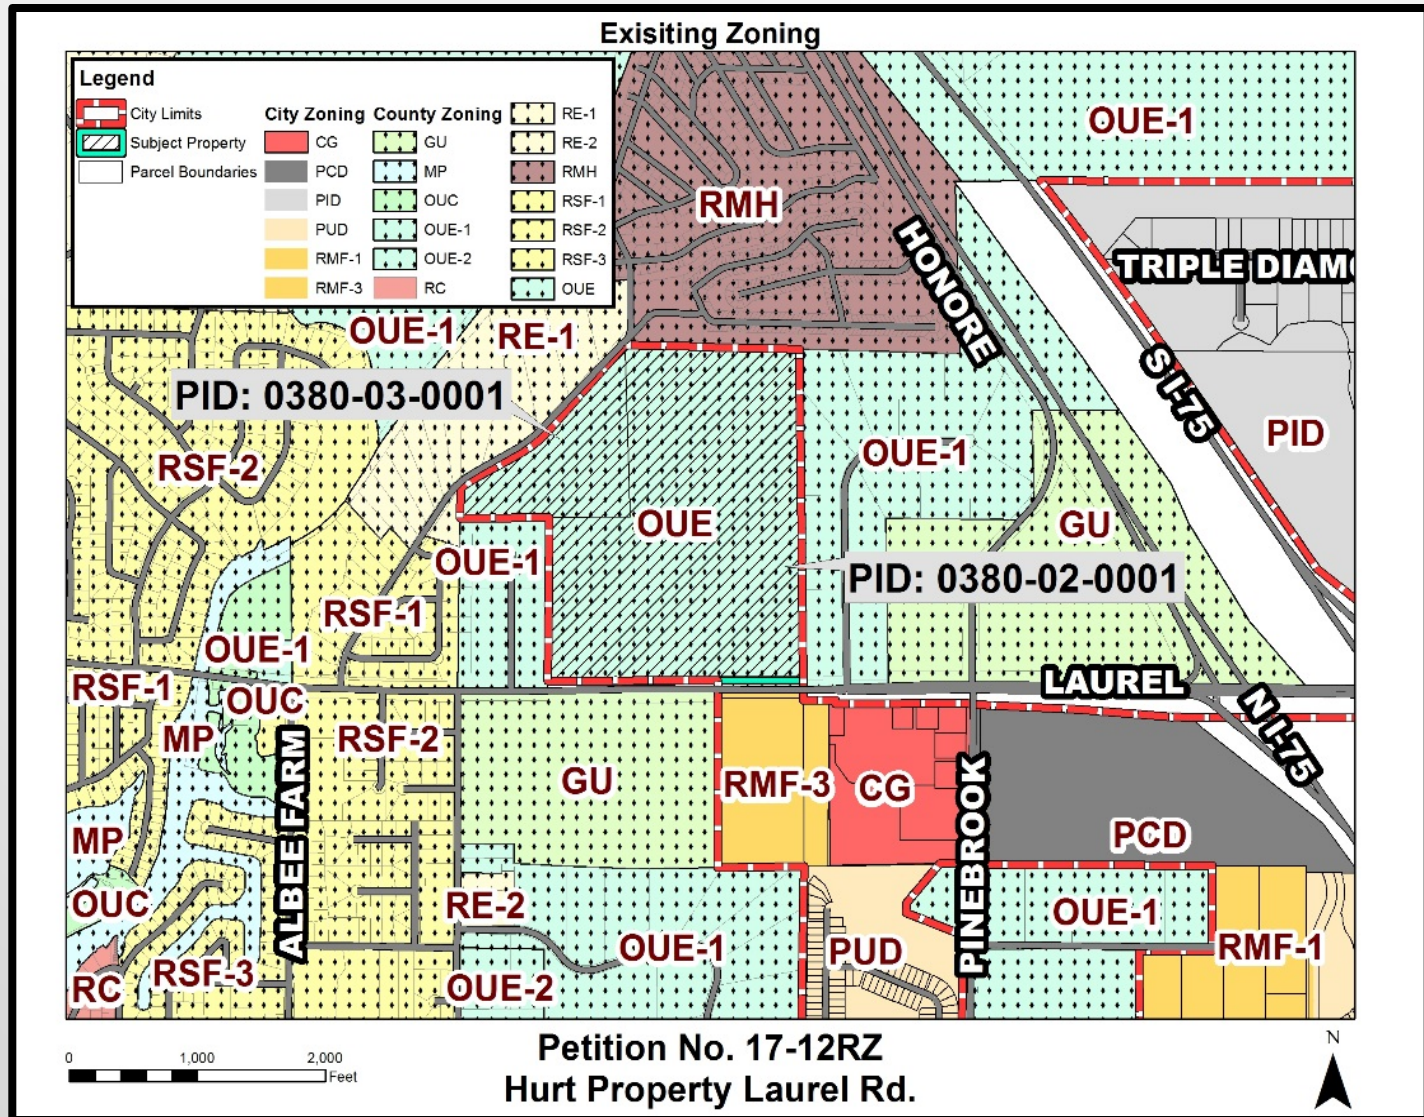 Exisiting Zoning
Legend
City Limits
Subject Property
Parcel Boundaries
City Zoning
CG
PCD
PID
PUD
RMF-1
RMF-3
County Zoning
GU
MP
OUC
OUE-1
OUE-2
RC
RE-1
RE-2
RMH
RSF-1
RSF-2
RSF-3
OUE
OUE-1
RMH
HONORE
TRIPLE DIAMO
OUE-1
RE-1
S I-75
PID: 0380-03-0001
PID
RSF-2
OUE-1
OUE
GU
OUE-1
PID: 0380-02-0001
RSF-1
OUE-1
RSF-1
OUC
LAUREL
MP
RSF-2
N I-75
GU
RMF-3
CG
PINEBROOK
PCD
MP
ALBEE FARM
OUC
RE-2
OUE-1
OUE-1
PUD
RMF-1
RC
RSF-3
OUE-2
0 1,000 2,000
Feet
Petition No. 17-12RZ
Hurt Property Laurel Rd.
N